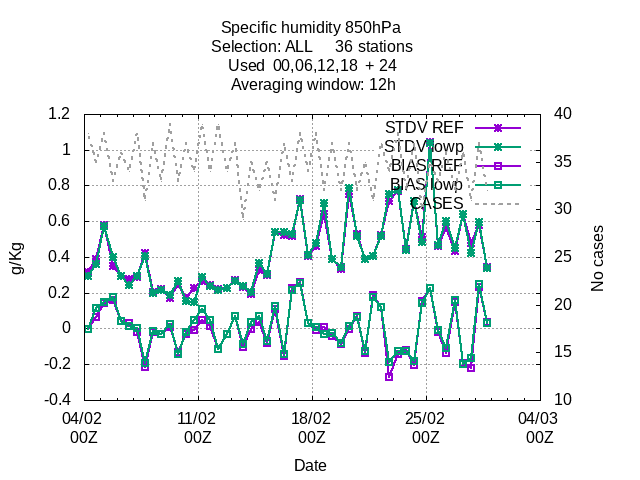 Specific humidity 850hPa
Selection: ALL 36 stations
Used 00,06,12,18 + 24
Averaging window: 12h
1.2
1
0.8
0.6
0.4
0.2
0
-0.2
-0.4
g/Kg
STDV REF
STDV lowp
BIAS REF
BIAS lowp
CASES
40
35
30
25
20
15
10
No cases
04/02 11/02 18/02 25/02 04/03
00Z 00Z 00Z 00Z 00Z
Date